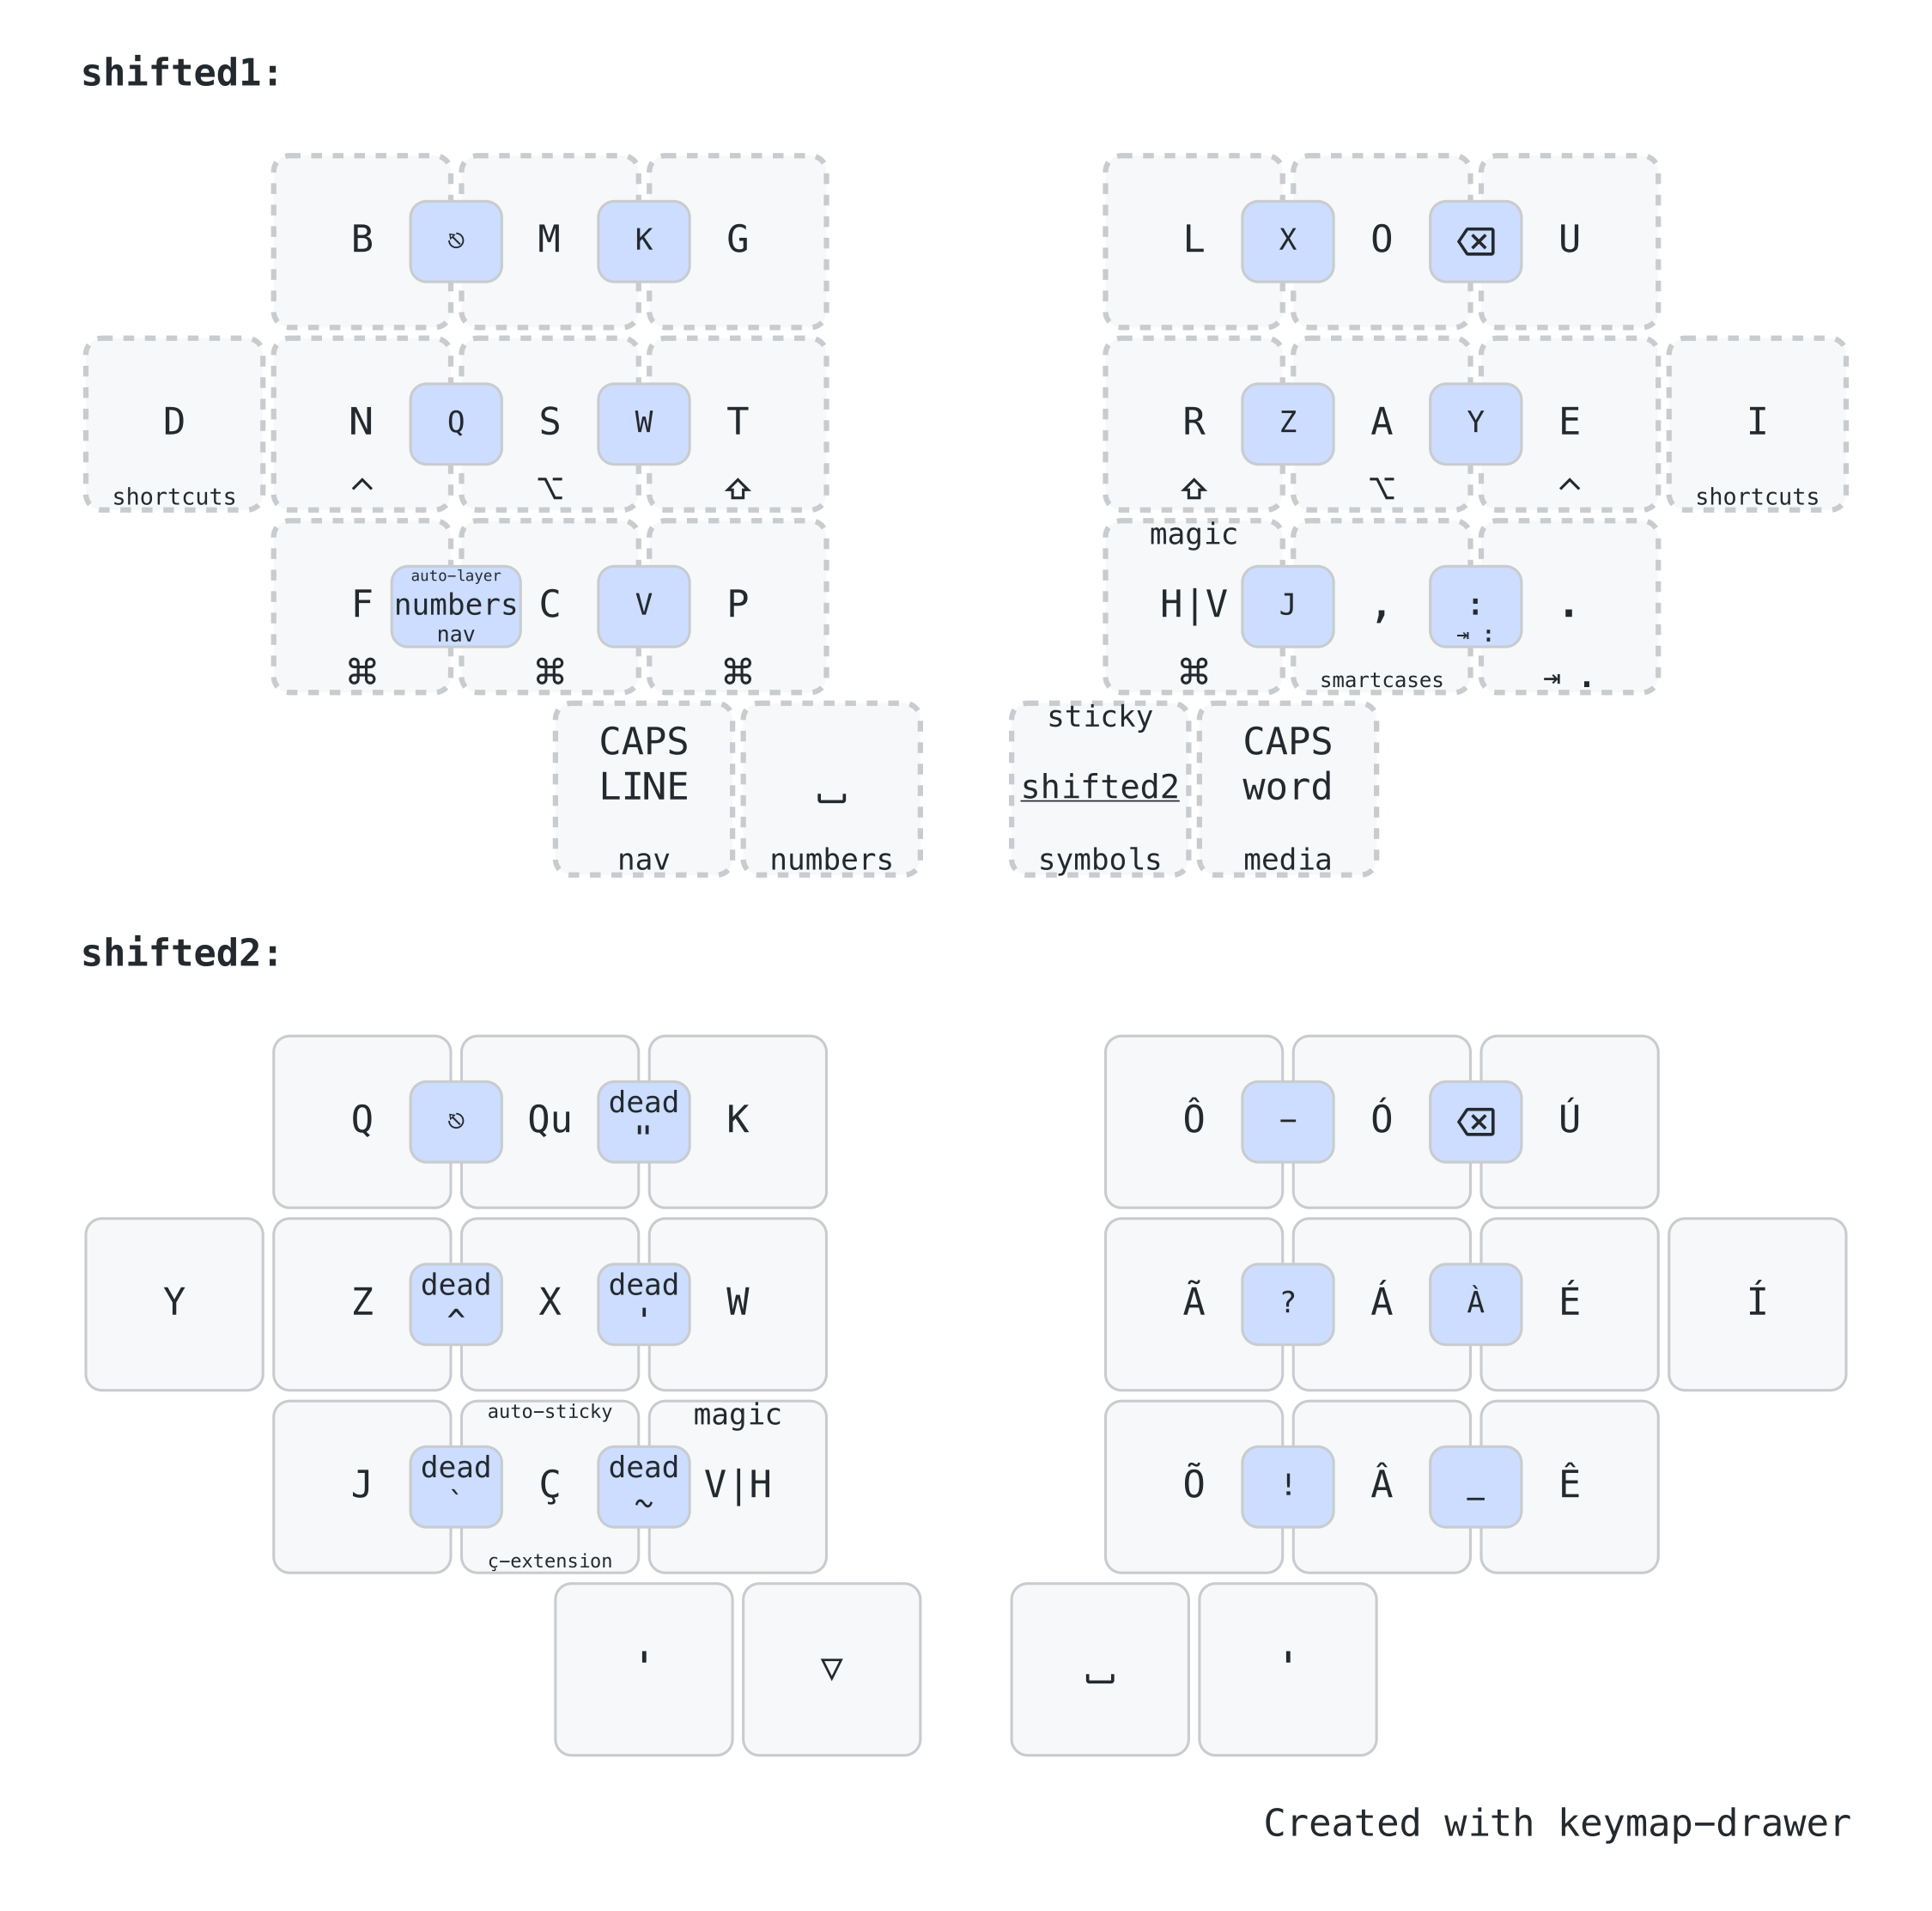 shifted1:
B ⎋ M K G L X O ⌫ U
D N Q S W T R Z A Y E I
shortcuts ^ ⌥ ⇧ ⇧ ⌥ ^ shortcuts
magic
auto-layer
F numbers C V P H|V J , : .
nav ⇥ :
⌘ ⌘ ⌘ ⌘ smartcases ⇥ .
sticky
CAPS CAPS
LINE ⎵ shifted2 word
nav numbers symbols media
shifted2:
Q ⎋ Qu dead " K Ô - Ó ⌫ Ú
Y Z dead ^ X dead ' W Ã ? Á À É Í
auto-sticky magic
J dead ` Ç dead ~ V|H Õ ! Â _ Ê
ç-extension
' ▽ ⎵ '
Created with keymap-drawer